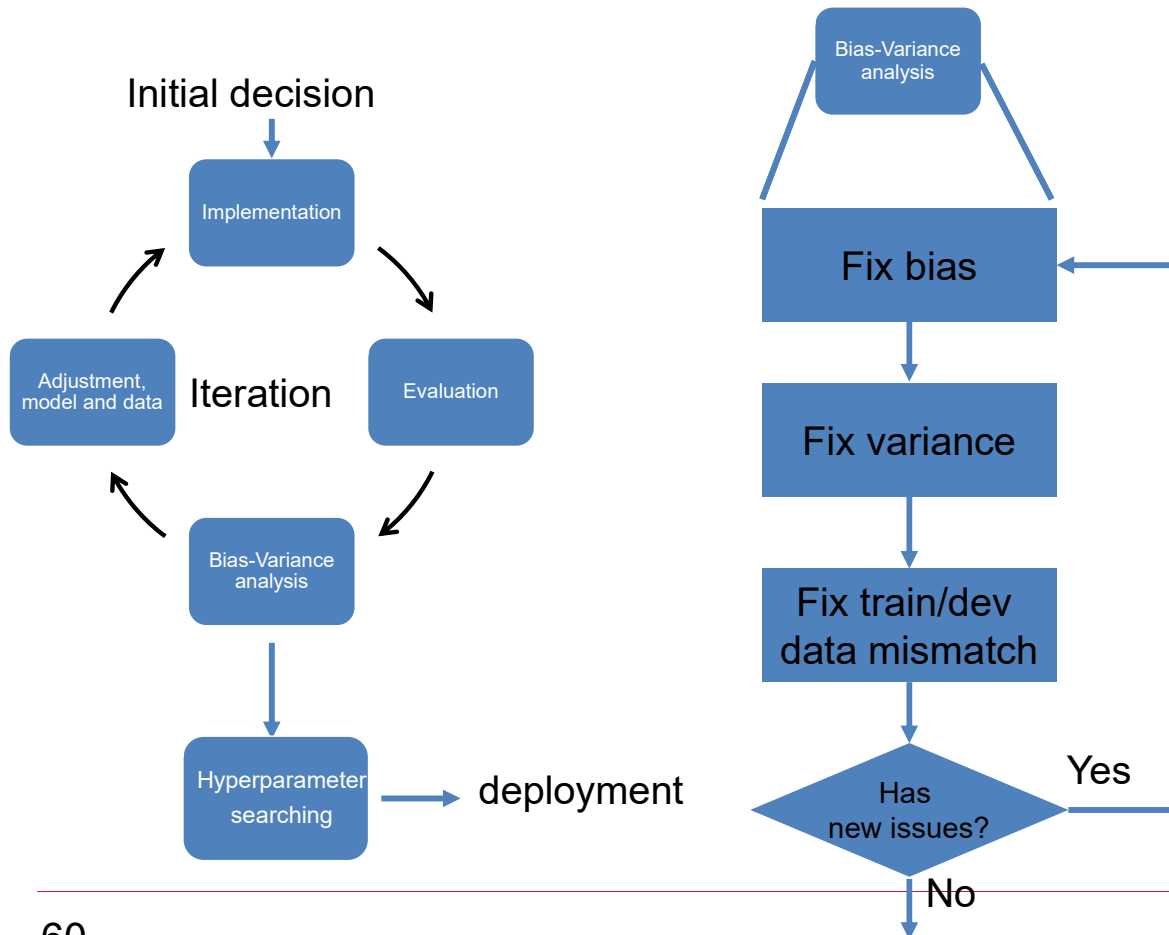 Initial decision
Implementation
Evaluation
Iteration
Adjustment,
model and data
Bias-Variance
analysis
Hyperparameter
searching
deployment
Bias-Variance
analysis
Fix bias
Fix variance
Fix train/dev
data mismatch
Has
new issues?
Yes
No
60